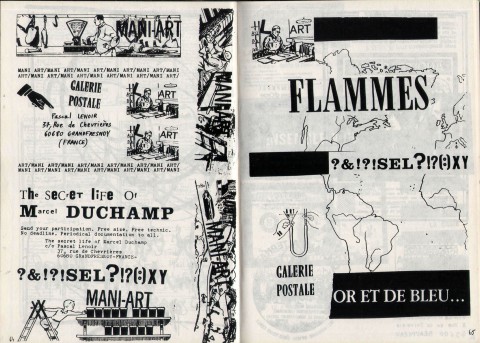 MANI-ART
MANI ART/MANI ART/MANI ART/MANI ART/MANI
MANI ART/MANI ART/MANI ART/MANI ART/MANI
GALERIE
POSTALE
ART
Pascal LENOIR
37, Rue de Chevrières
60680 GRANDFRESNOY
(FRANCE)
ART
ART/MANI ART/MANI ART/MANI ART/MANI ART/
ART/MANI ART/MANI ART/MANI ART/MANI ART/
MANI-ART
MANI-ART
The Secret life Of
Marcel DUCHAMP
Send your participation. Free size. Free technic.
No deadline. Periodical Documentation to all.
The secret life of Marcel Duchamp
c/o Pascal Lenoir
37, rue de Chevrières
60680 GRANDFRESNOY-FRANCE-
?&!?!SEL?!?(:)XY
MANI-ART
64
ART
FLAMMES
?&!?!SEL?!?(:)XY
ART
GALERIE
POSTALE
OR ET DE BLEU...
65